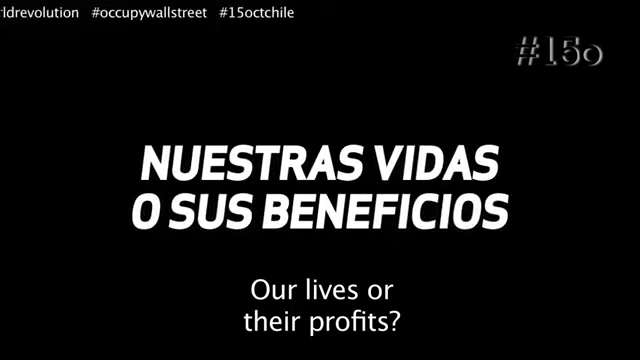 ldrevolution #occupywallstreet #15octchile
#15o
NUESTRAS VIDAS
O SUS BENEFICIOS
Our lives or
their profits?